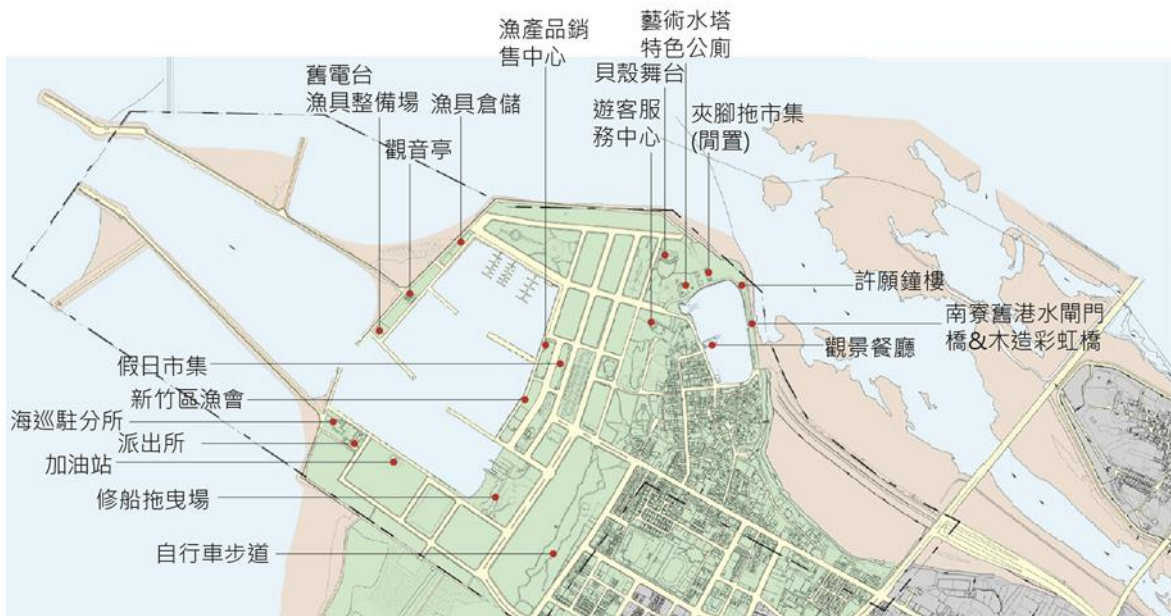 漁產品銷
售中心
藝術水塔
特色公廁
貝殼舞台
舊電台
漁具整備場
漁具倉儲
遊客服
務中心
夾腳拖市集
(閒置)
觀音亭
許願鐘樓
南寮舊港水閘門
橋&木造彩虹橋
觀景餐廳
假日市集
新竹區漁會
海巡駐分所
派出所
加油站
修船拖曳場
自行車步道